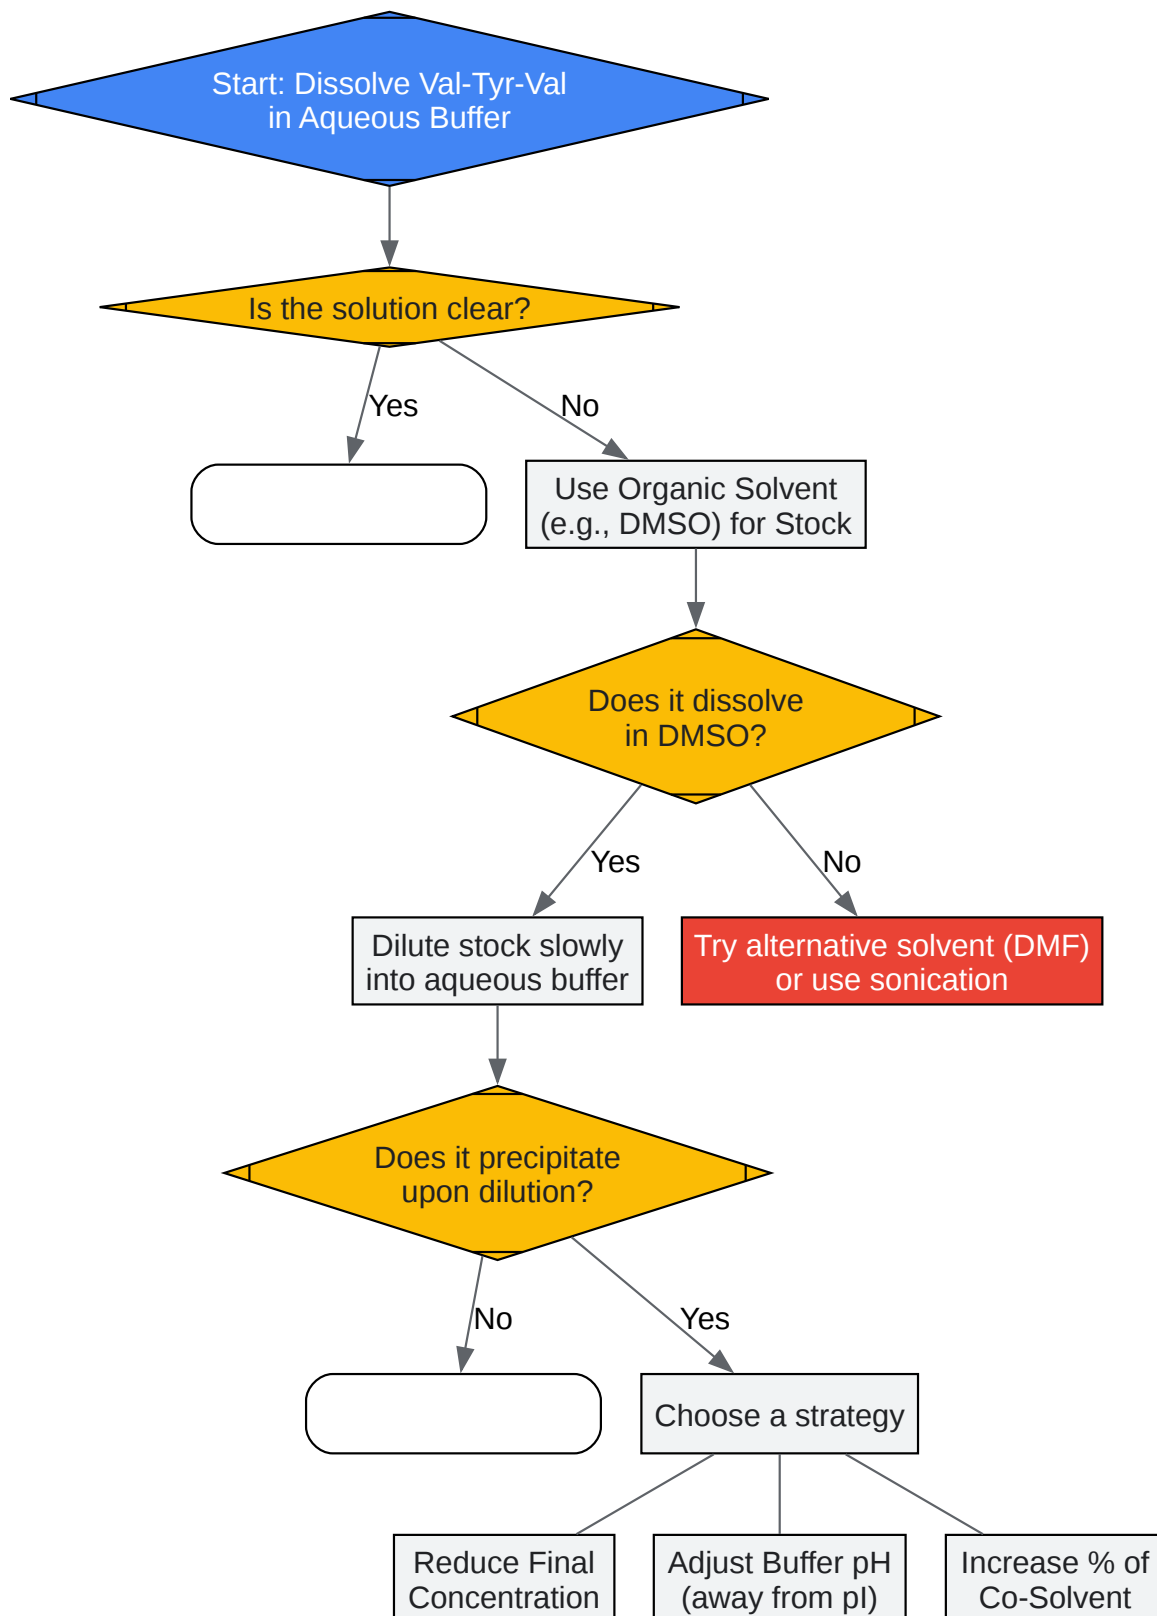 Start: Dissolve Val-Tyr-Val
in Aqueous Buffer
Is the solution clear?
Yes
No
Use Organic Solvent
(e.g., DMSO) for Stock
Does it dissolve
in DMSO?
Yes
No
Dilute stock slowly
into aqueous buffer
Try alternative solvent (DMF)
or use sonication
Does it precipitate
upon dilution?
No
Yes
Choose a strategy
Reduce Final
Concentration
Adjust Buffer pH
(away from pI)
Increase % of
Co-Solvent